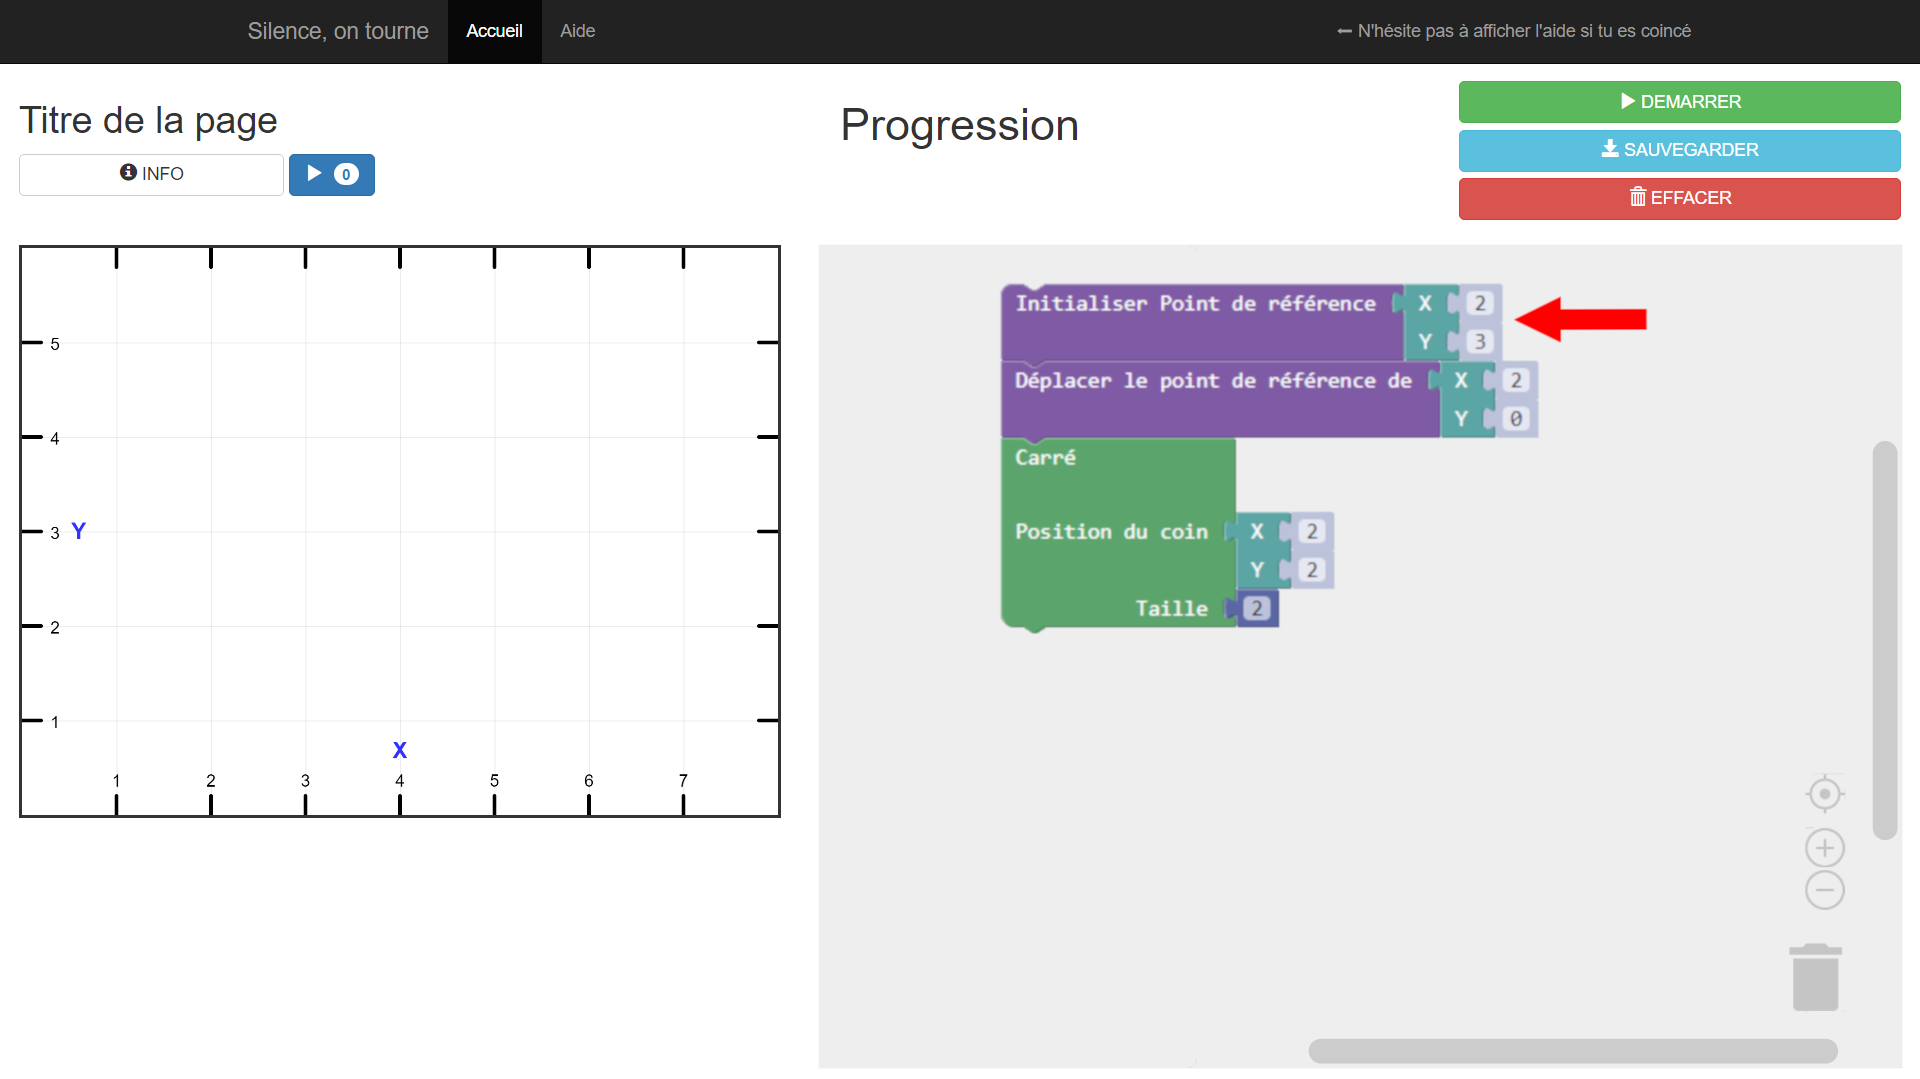 Silence, on tourne
Accueil
Aide
N'hésite pas à afficher l'aide si tu es coincé
Titre de la page
INFO
0
Progression
DEMARRER
SAUVEGARDER
EFFACER
5
4
3 Y
2
1
X
1 2 3 4 5 6 7
Initialiser Point de référence X 2
Y 3
Déplacer le point de référence de X 2
Y 0
Carré
Position du coin X 2
Y 2
Taille 2